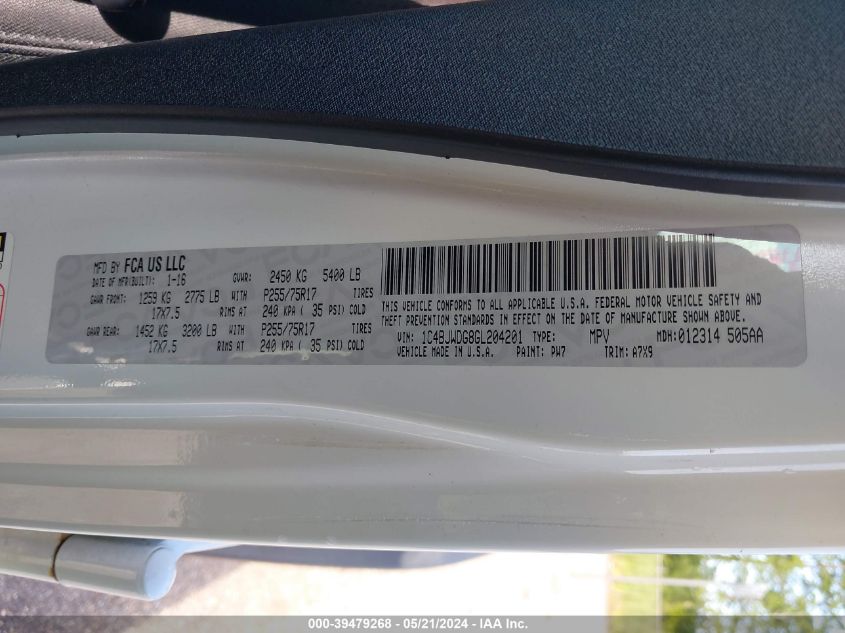 MFD BY FCA US LLC
DATE OF MFR(BUILT): 1-16 GVWR: 2450 KG 5400 LB
GAWR FRONT: 1259 KG 2775 LB WITH P255/75R17 TIRES
17X7.5 RIMS AT 240 KPA ( 35 PSI) COLD
GAWR REAR: 1452 KG 3200 LB WITH P255/75R17 TIRES
17X7.5 RIMS AT 240 KPA ( 35 PSI) COLD
THIS VEHICLE CONFORMS TO ALL APPLICABLE U.S.A. FEDERAL MOTOR VEHICLE SAFETY AND
THEFT PREVENTION STANDARDS IN EFFECT ON THE DATE OF MANUFACTURE SHOWN ABOVE.
VIN: 1C4BJWDG8GL204201 TYPE: MPV MDH: 012314 505AA
VEHICLE MADE IN U.S.A. PAINT: PW7 TRIM: A7X9
000-39479268 - 05/21/2024 - IAA Inc.